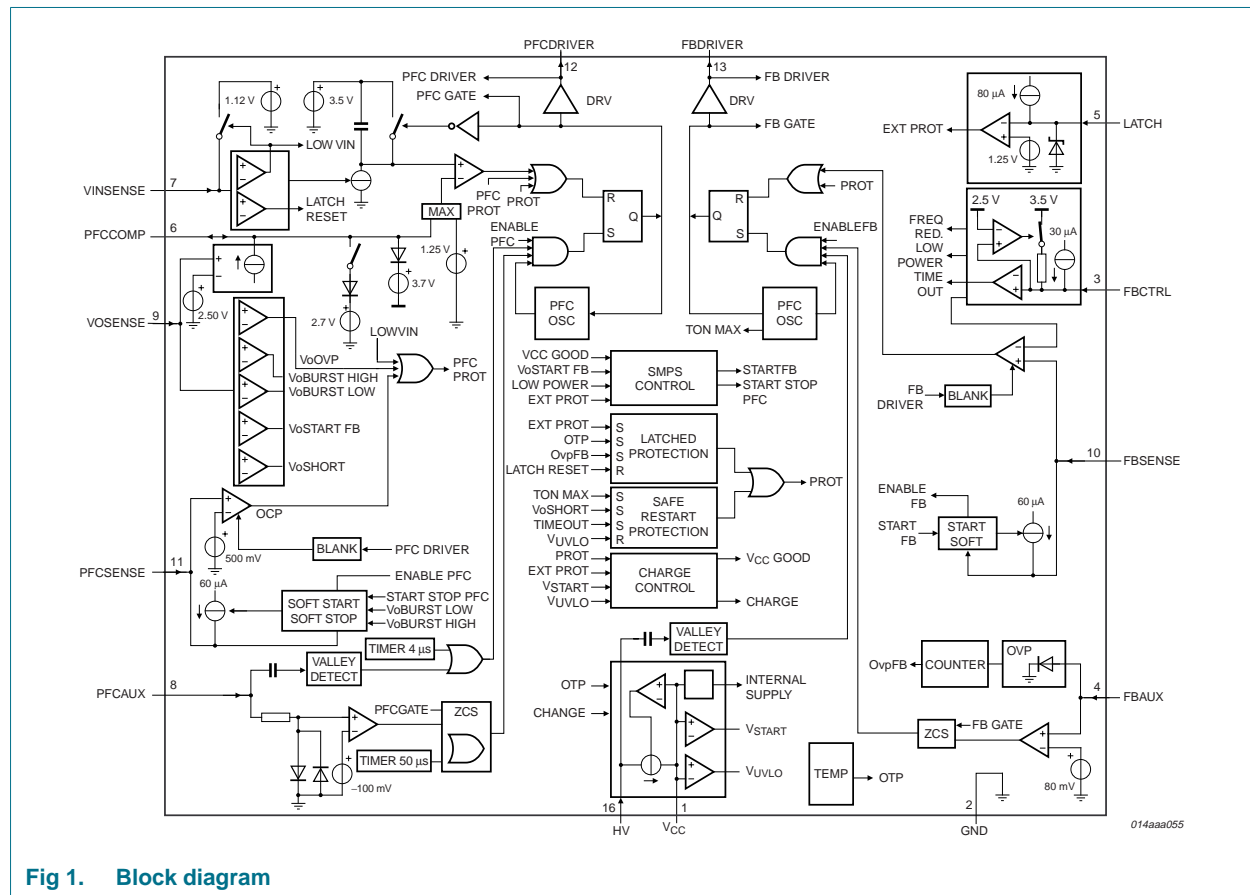 PFCDRIVER
FBDRIVER
12
13
PFC DRIVER
FB DRIVER
PFC GATE
DRV
DRV
FB GATE
1.12 V
3.5 V
80 µA
5
LATCH
EXT PROT
1.25 V
LOW VIN
7
VINSENSE
LATCH
RESET
PFC
PROT
PROT
PROT
R
Q
S
R
Q
S
2.5 V
3.5 V
30 µA
FREQ
RED.
LOW
POWER
TIME
OUT
3
FBCTRL
6
PFCCOMP
MAX
ENABLE
PFC
ENABLEFB
1.25 V
3.7 V
2.7 V
2.50 V
9
VOSENSE
PFC
OSC
PFC
OSC
TON MAX
LOWVIN
PFC
PROT
VoOVP
VoBURST HIGH
VoBURST LOW
VoSTART FB
VoSHORT
VCC GOOD
VoSTART FB
LOW POWER
EXT PROT
SMPS
CONTROL
STARTFB
START STOP
PFC
FB
DRIVER
BLANK
EXT PROT
OTP
OvpFB
LATCH RESET
S
S
S
R
LATCHED
PROTECTION
PROT
10
FBSENSE
TON MAX
VoSHORT
TIMEOUT
VUVLO
S
S
S
R
SAFE
RESTART
PROTECTION
ENABLE
FB
START
FB
START
SOFT
60 µA
OCP
500 mV
BLANK
PFC DRIVER
11
PFCSENSE
PROT
EXT PROT
VSTART
VUVLO
CHARGE
CONTROL
VCC GOOD
CHARGE
60 µA
ENABLE PFC
SOFT START
SOFT STOP
START STOP PFC
VoBURST LOW
VoBURST HIGH
TIMER 4 µs
VALLEY
DETECT
VALLEY
DETECT
8
PFCAUX
PFCGATE
ZCS
TIMER 50 µs
–100 mV
OTP
CHANGE
INTERNAL
SUPPLY
VSTART
VUVLO
16
HV
1
VCC
TEMP
OTP
OvpFB
COUNTER
OVP
4
FBAUX
FB GATE
ZCS
80 mV
2
GND
014aaa055
Fig 1. Block diagram